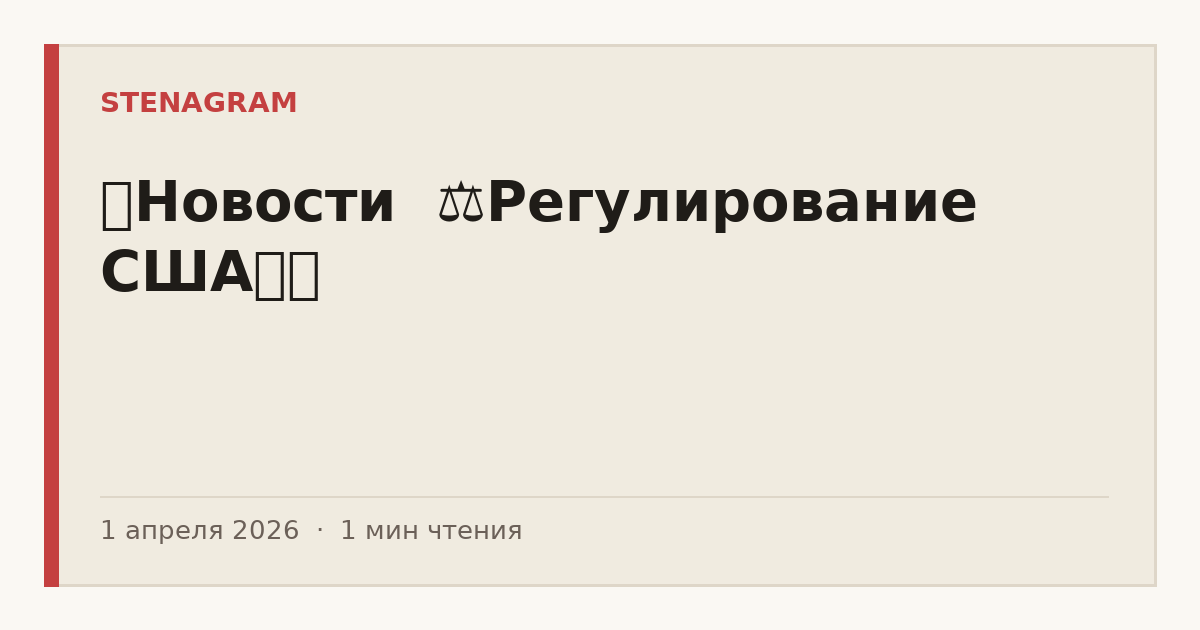 STENAGRAM
▯Новости ⚖Регулирование
США▯▯
1 апреля 2026 · 1 мин чтения